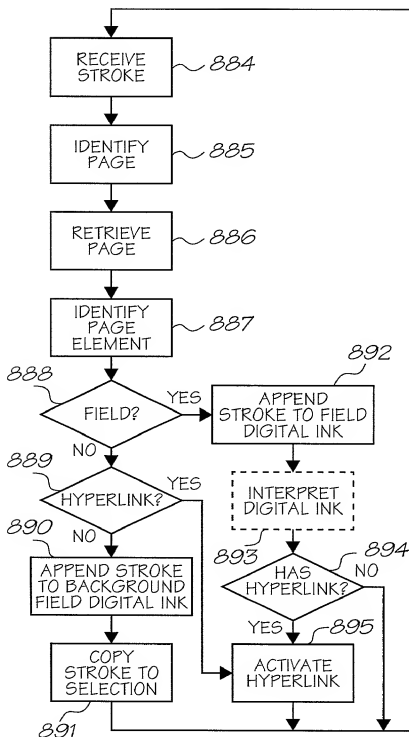 RECEIVE
STROKE
884
IDENTIFY
PAGE
885
RETRIEVE
PAGE
886
IDENTIFY
PAGE
ELEMENT
887
888
FIELD?
YES
NO
892
APPEND
STROKE TO FIELD
DIGITAL INK
889
HYPERLINK?
YES
NO
INTERPRET
DIGITAL INK
893
890
APPEND STROKE
TO BACKGROUND
FIELD DIGITAL INK
894
HAS
HYPERLINK?
NO
YES
895
COPY
STROKE TO
SELECTION
891
ACTIVATE
HYPERLINK